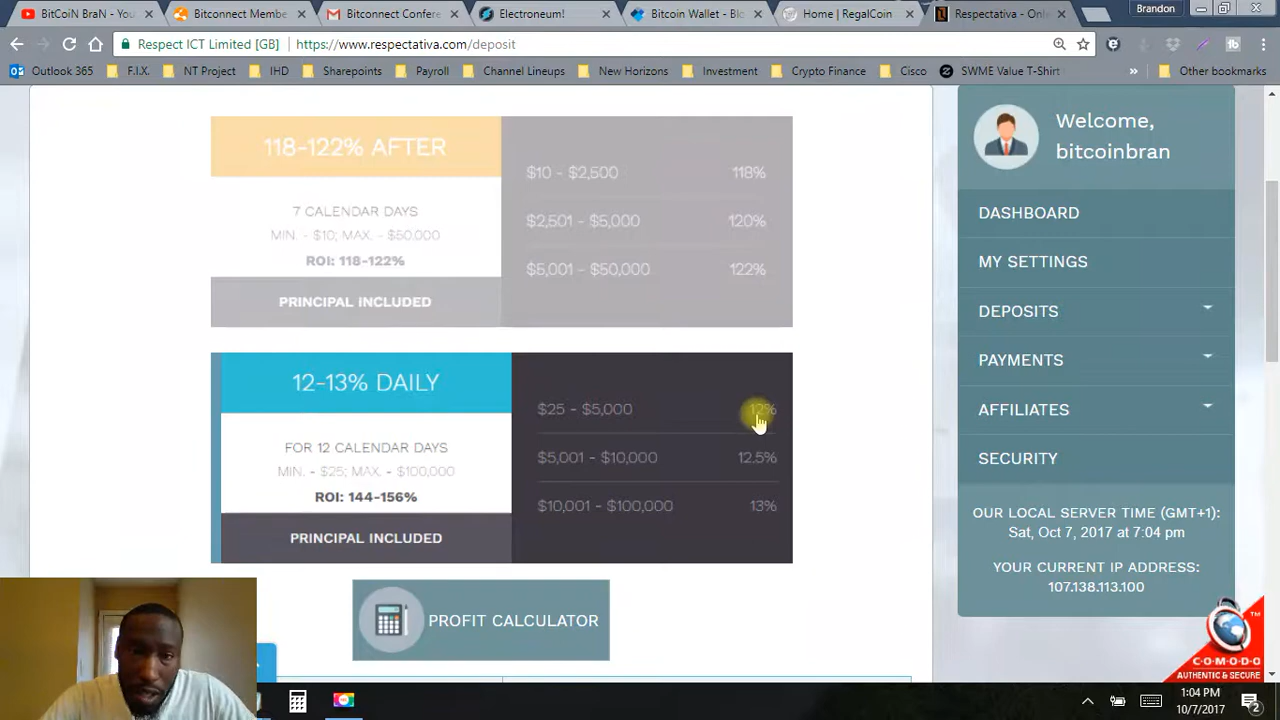 BitCoiN BraN - You
Bitconnect Membe
Bitconnect Confere
Electroneum!
Bitcoin Wallet - Blo
Home | RegalCoin
Respectativa - Onli
Brandon
Respect ICT Limited [GB]
https://www.respectativa.com/deposit
Outlook 365
F.I.X.
NT Project
IHD
Sharepoints
Payroll
Channel Lineups
New Horizons
Investment
Crypto Finance
Cisco
SWME Value T-Shirt
»
Other bookmarks
118-122% AFTER
7 CALENDAR DAYS
MIN. - $10; MAX. - $50,000
ROI: 118-122%
PRINCIPAL INCLUDED
$10 - $2,500 118%
$2,501 - $5,000 120%
$5,001 - $50,000 122%
12-13% DAILY
FOR 12 CALENDAR DAYS
MIN. - $25; MAX. - $100,000
ROI: 144-156%
PRINCIPAL INCLUDED
$25 - $5,000 12%
$5,001 - $10,000 12.5%
$10,001 - $100,000 13%
PROFIT CALCULATOR
Welcome,
bitcoinbran
DASHBOARD
MY SETTINGS
DEPOSITS
PAYMENTS
AFFILIATES
SECURITY
OUR LOCAL SERVER TIME (GMT+1):
Sat, Oct 7, 2017 at 7:04 pm
YOUR CURRENT IP ADDRESS:
107.138.113.100
C·O·M·O·D·O
AUTHENTIC & SECURE
1:04 PM
10/7/2017
2